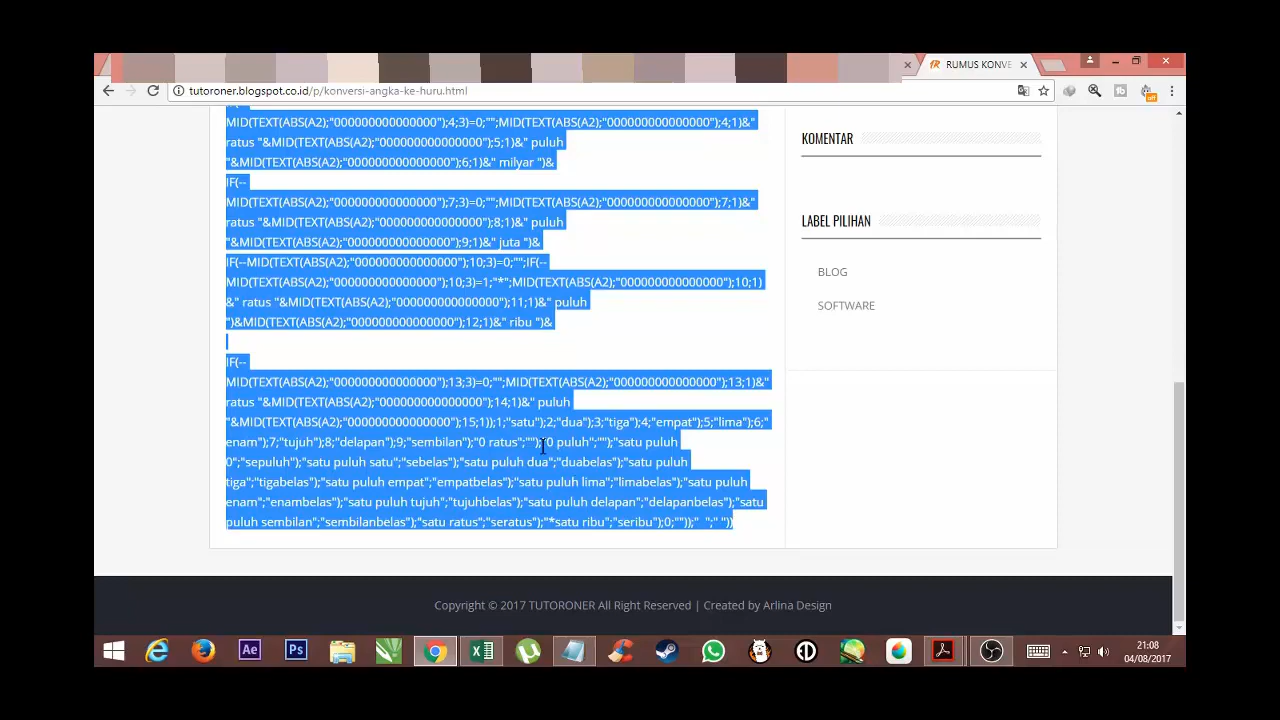 RUMUS KONVE
tutoroner.blogspot.co.id/p/konversi-angka-ke-huru.html
MID(TEXT(ABS(A2);"000000000000000");4;3)=0;"";MID(TEXT(ABS(A2);"000000000000000");4;1)&"
ratus "&MID(TEXT(ABS(A2);"000000000000000");5;1)&" puluh
"&MID(TEXT(ABS(A2);"000000000000000");6;1)&" milyar ")&
IF(--
MID(TEXT(ABS(A2);"000000000000000");7;3)=0;"";MID(TEXT(ABS(A2);"000000000000000");7;1)&"
ratus "&MID(TEXT(ABS(A2);"000000000000000");8;1)&" puluh
"&MID(TEXT(ABS(A2);"000000000000000");9;1)&" juta ")&
IF(--MID(TEXT(ABS(A2);"000000000000000");10;3)=0;"";IF(--
MID(TEXT(ABS(A2);"000000000000000");10;3)=1;"*";MID(TEXT(ABS(A2);"000000000000000");10;1)
&" ratus "&MID(TEXT(ABS(A2);"000000000000000");11;1)&" puluh
")&MID(TEXT(ABS(A2);"000000000000000");12;1)&" ribu ")&
IF(--
MID(TEXT(ABS(A2);"000000000000000");13;3)=0;"";MID(TEXT(ABS(A2);"000000000000000");13;1)&"
ratus "&MID(TEXT(ABS(A2);"000000000000000");14;1)&" puluh
"&MID(TEXT(ABS(A2);"000000000000000");15;1));1;"satu");2;"dua");3;"tiga");4;"empat");5;"lima");6;"
enam");7;"tujuh");8;"delapan");9;"sembilan");"0 ratus";"");"0 puluh";"");"satu puluh
0";"sepuluh");"satu puluh satu";"sebelas");"satu puluh dua";"duabelas");"satu puluh
tiga";"tigabelas");"satu puluh empat";"empatbelas");"satu puluh lima";"limabelas");"satu puluh
enam";"enambelas");"satu puluh tujuh";"tujuhbelas");"satu puluh delapan";"delapanbelas");"satu
puluh sembilan";"sembilanbelas");"satu ratus";"seratus");"*satu ribu";"seribu");0;""));"  ";" "))
KOMENTAR
LABEL PILIHAN
BLOG
SOFTWARE
Copyright © 2017 TUTORONER All Right Reserved | Created by Arlina Design
Ae
Ps
21:08
04/08/2017